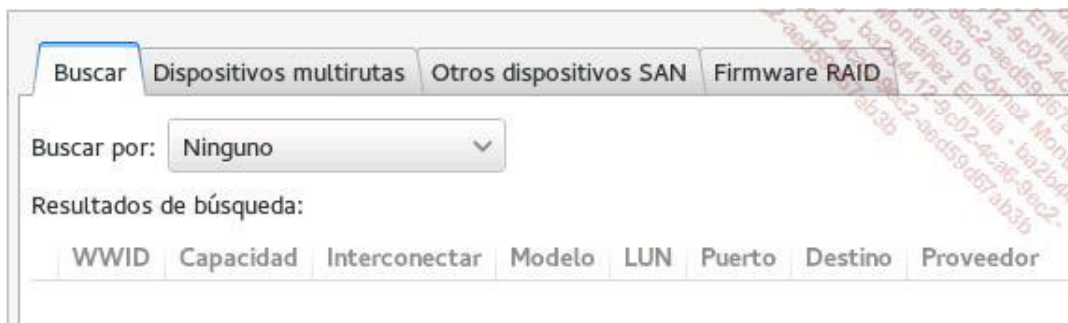 Buscar Dispositivos multirutas Otros dispositivos SAN Firmware RAID
Buscar por: Ninguno
Resultados de búsqueda:
WWID Capacidad Interconectar Modelo LUN Puerto Destino Proveedor